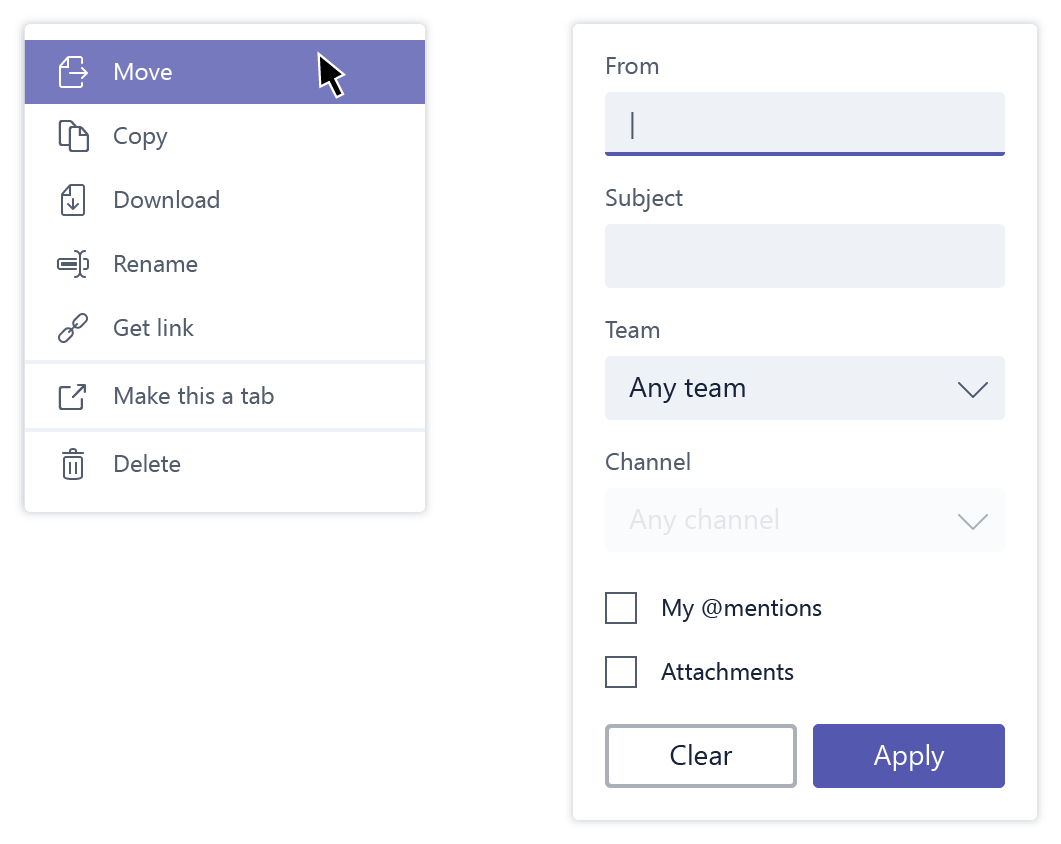 Move
Copy
Download
Rename
Get link
Make this a tab
Delete
From
Subject
Team
Any team
Channel
Any channel
My @mentions
Attachments
Clear
Apply